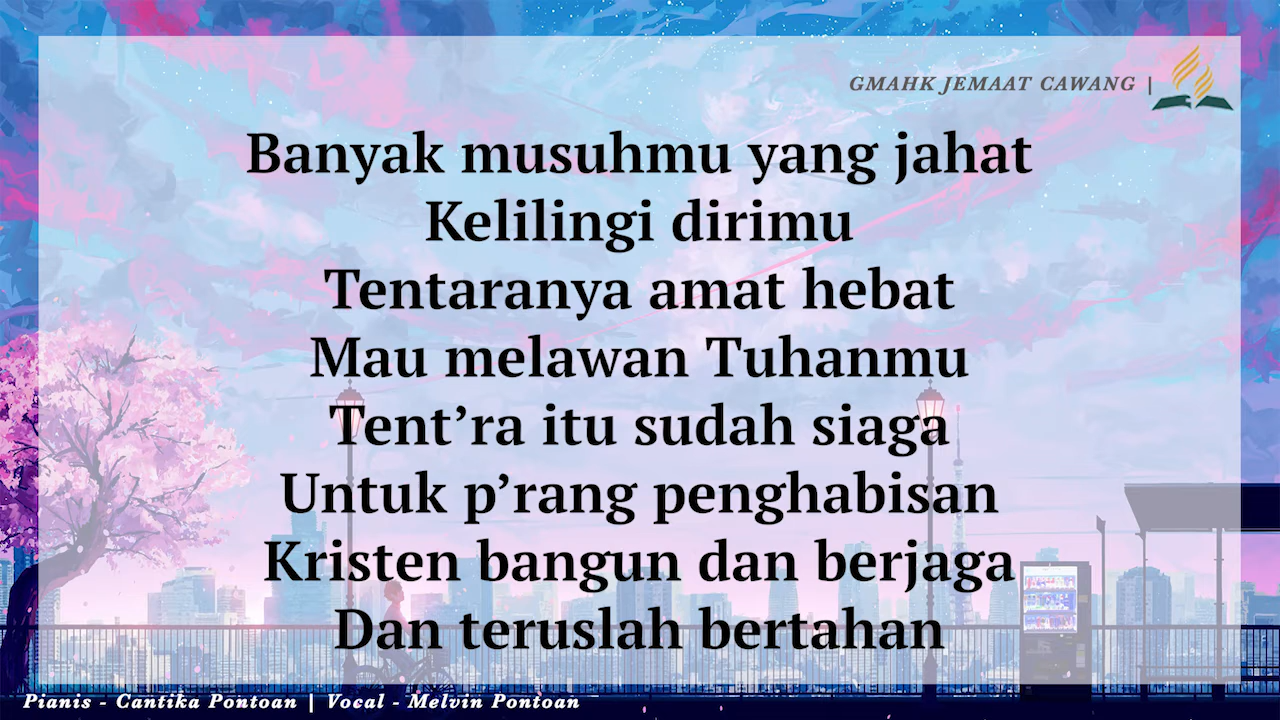 GMAHK JEMAAT CAWANG |
Banyak musuhmu yang jahat
Kelilingi dirimu
Tentaranya amat hebat
Mau melawan Tuhanmu
Tent’ra itu sudah siaga
Untuk p’rang penghabisan
Kristen bangun dan berjaga
Dan teruslah bertahan
Pianis - Cantika Pontoan | Vocal - Melvin Pontoan